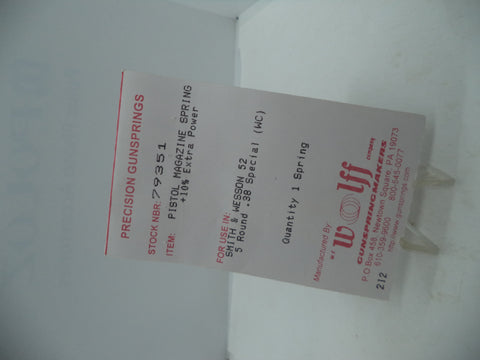 PRECISION GUNSPRINGS
STOCK NBR: 79351
ITEM: PISTOL MAGAZINE SPRING
+10% Extra Power
FOR USE IN:
SMITH & WESSON 52
5 Round .38 Special (WC)
Quantity 1 Spring
Manufactured By:
W.C. Wolff COMPANY
GUNSPRING MAKERS
P.O. Box 458, Newtown Square, PA 19073
610-359-9600 800-545-0077
http://www.gunsprings.com
212